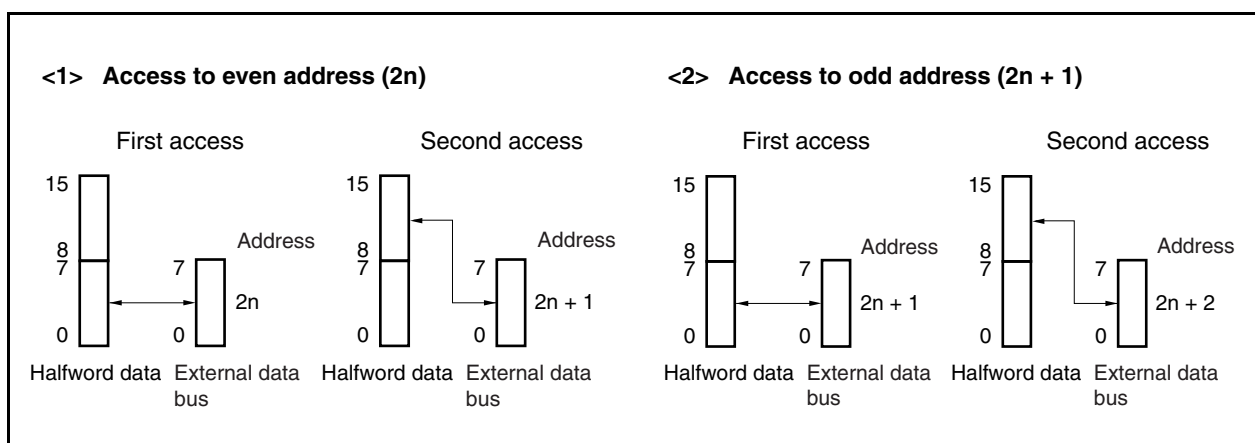 <1> Access to even address (2n)
First access
15
8
7
0
Halfword data
Address
7
2n
0
External data
bus
Second access
15
8
7
0
Halfword data
Address
7
2n + 1
0
External data
bus
<2> Access to odd address (2n + 1)
First access
15
8
7
0
Halfword data
Address
7
2n + 1
0
External data
bus
Second access
15
8
7
0
Halfword data
Address
7
2n + 2
0
External data
bus